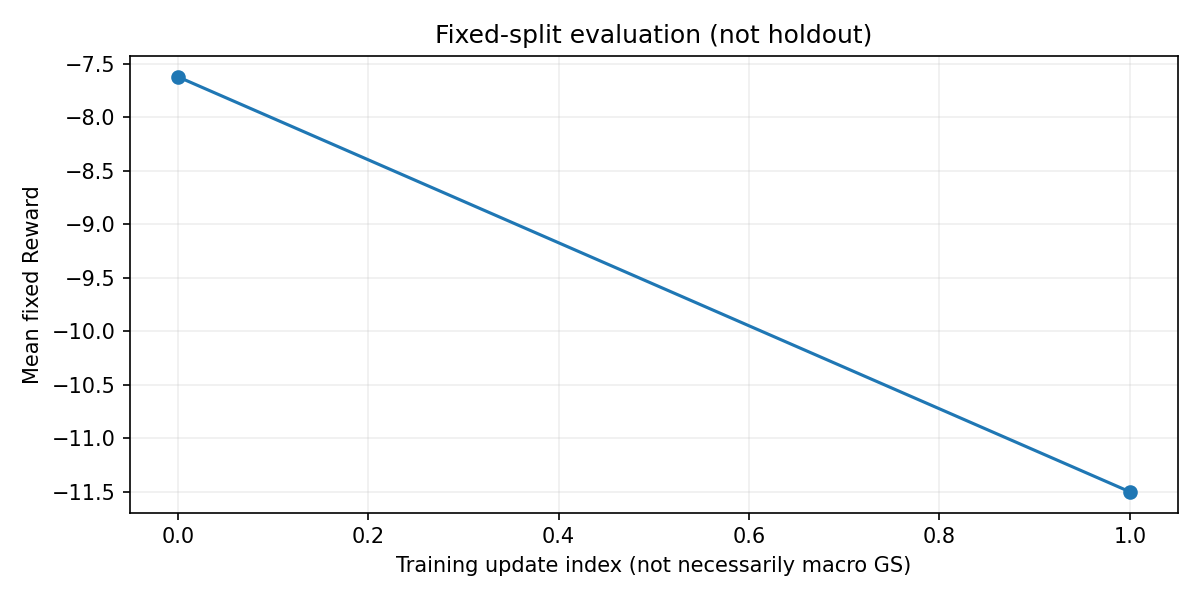 Fixed-split evaluation (not holdout)
−7.5
−8.0
−8.5
−9.0
−9.5
−10.0
−10.5
−11.0
−11.5
Mean fixed Reward
0.0 0.2 0.4 0.6 0.8 1.0
Training update index (not necessarily macro GS)